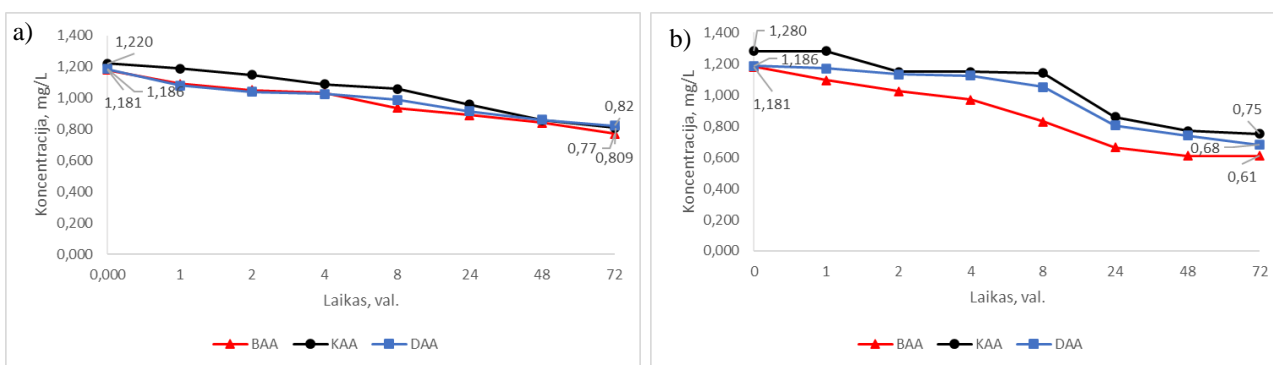 a)
Koncentracija, mg/L
1,400
1,200
1,000
0,800
0,600
0,400
0,200
0,000
1,220
1,186
1,181
0,82
0,77
0,809
0,000 1 2 4 8 24 48 72
Laikas, val.
BAA KAA DAA
b)
Koncentracija, mg/L
1,400
1,200
1,000
0,800
0,600
0,400
0,200
0,000
1,280
1,186
1,181
0,75
0,68
0,61
0 1 2 4 8 24 48 72
Laikas, val.
BAA KAA DAA